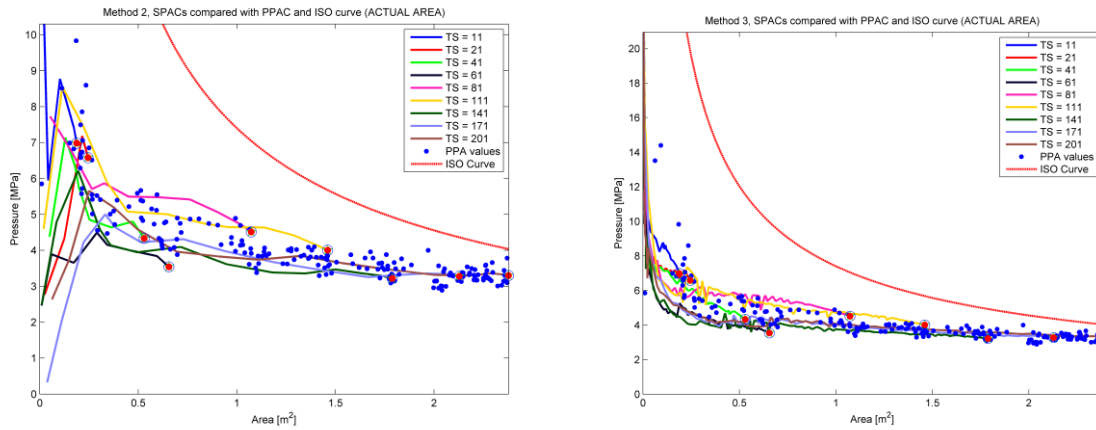 Method 2, SPACs compared with PPAC and ISO curve (ACTUAL AREA)
10
9
8
7
6
5
4
3
2
1
0
Pressure [MPa]
0
0.5
1
1.5
2
Area [m2]
TS = 11
TS = 21
TS = 41
TS = 61
TS = 81
TS = 111
TS = 141
TS = 171
TS = 201
PPA values
ISO Curve
Method 3, SPACs compared with PPAC and ISO curve (ACTUAL AREA)
20
18
16
14
12
10
8
6
4
2
0
Pressure [MPa]
0
0.5
1
1.5
2
Area [m2]
TS = 11
TS = 21
TS = 41
TS = 61
TS = 81
TS = 111
TS = 141
TS = 171
TS = 201
PPA values
ISO Curve